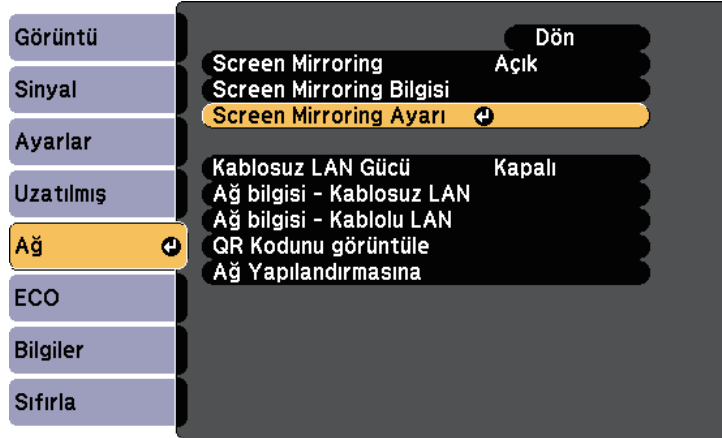 Görüntü
Sinyal
Ayarlar
Uzatılmış
Ağ
ECO
Bilgiler
Sıfırla
Dön
Screen Mirroring Açık
Screen Mirroring Bilgisi
Screen Mirroring Ayarı
Kablosuz LAN Gücü Kapalı
Ağ bilgisi - Kablosuz LAN
Ağ bilgisi - Kablolu LAN
QR Kodunu görüntüle
Ağ Yapılandırmasına